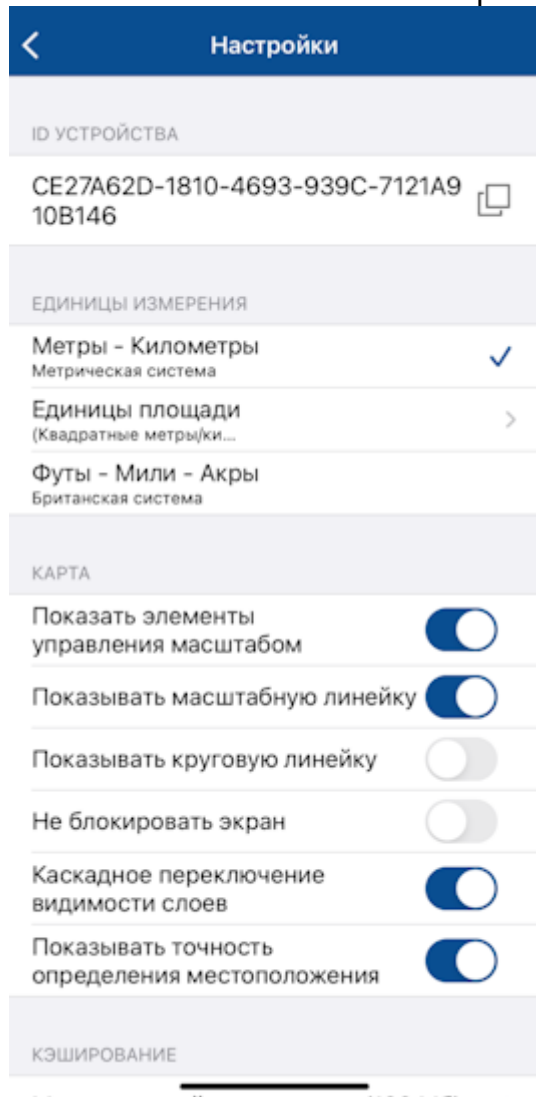 Настройки
ID УСТРОЙСТВА
CE27A62D-1810-4693-939C-7121A9
10B146
ЕДИНИЦЫ ИЗМЕРЕНИЯ
Метры - Километры
Метрическая система
Единицы площади
(Квадратные метры/ки...
Футы - Мили - Акры
Британская система
КАРТА
Показать элементы
управления масштабом
Показывать масштабную линейку
Показывать круговую линейку
Не блокировать экран
Каскадное переключение
видимости слоев
Показывать точность
определения местоположения
КЭШИРОВАНИЕ